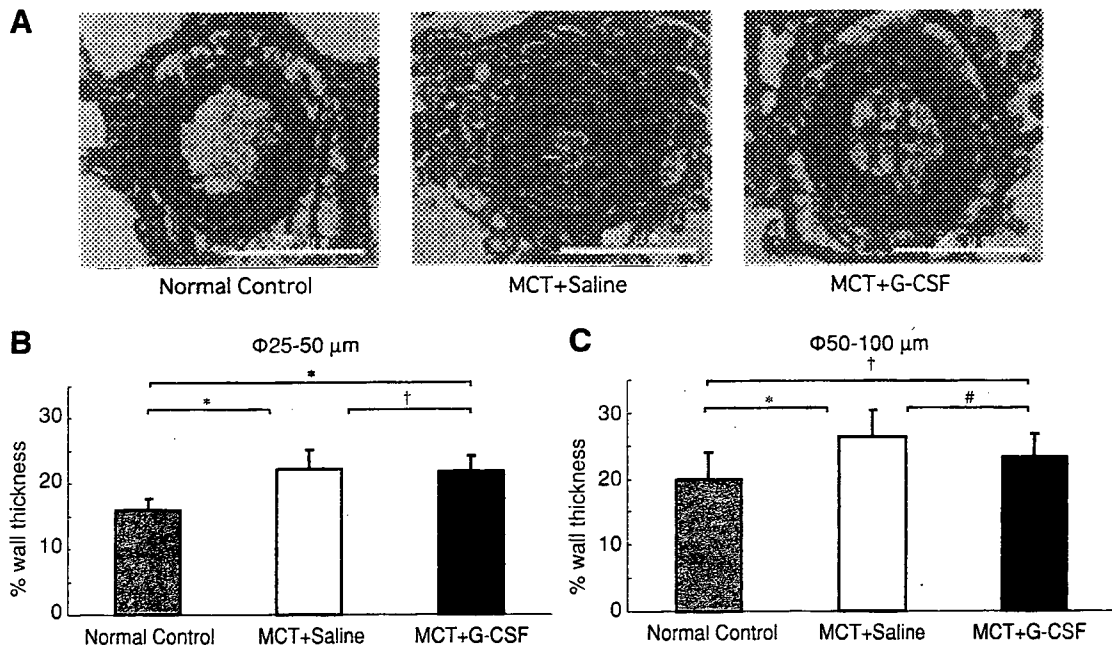 A
Normal Control
MCT+Saline
MCT+G-CSF
B
Φ25-50 μm
*
*
†
% wall thickness
30
20
10
0
Normal Control
MCT+Saline
MCT+G-CSF
C
Φ50-100 μm
†
*
#
% wall thickness
30
20
10
0
Normal Control
MCT+Saline
MCT+G-CSF